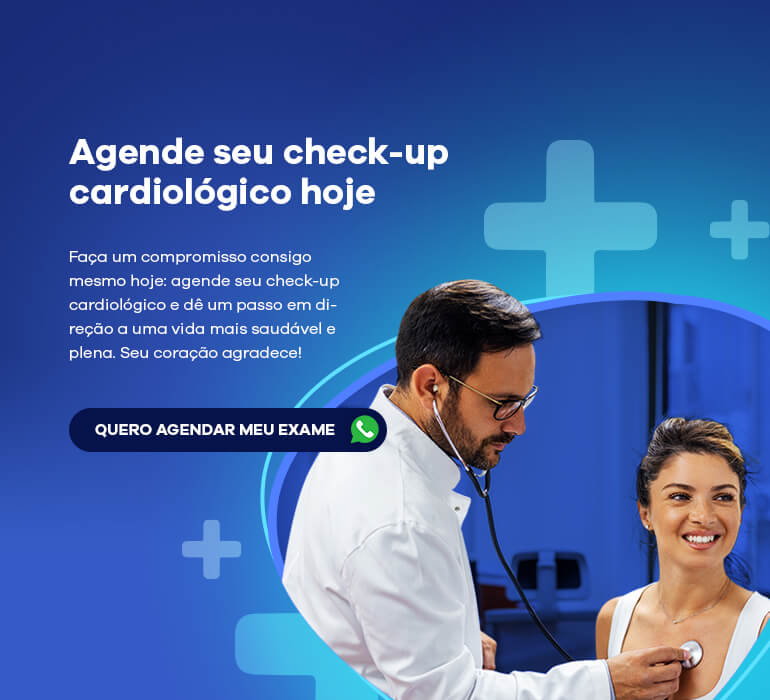 Agende seu check-up
cardiológico hoje
Faça um compromisso consigo
mesmo hoje: agende seu check-up
cardiológico e dê um passo em di-
reção a uma vida mais saudável e
plena. Seu coração agradece!
QUERO AGENDAR MEU EXAME